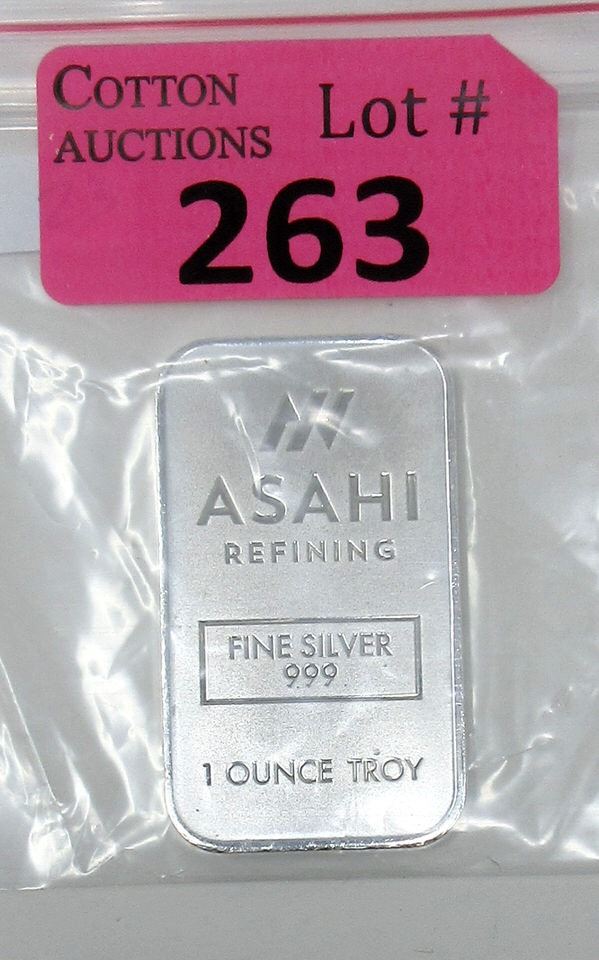 COTTON
AUCTIONS
Lot #
263
ASAHI
REFINING
FINE SILVER
999
1 OUNCE TROY